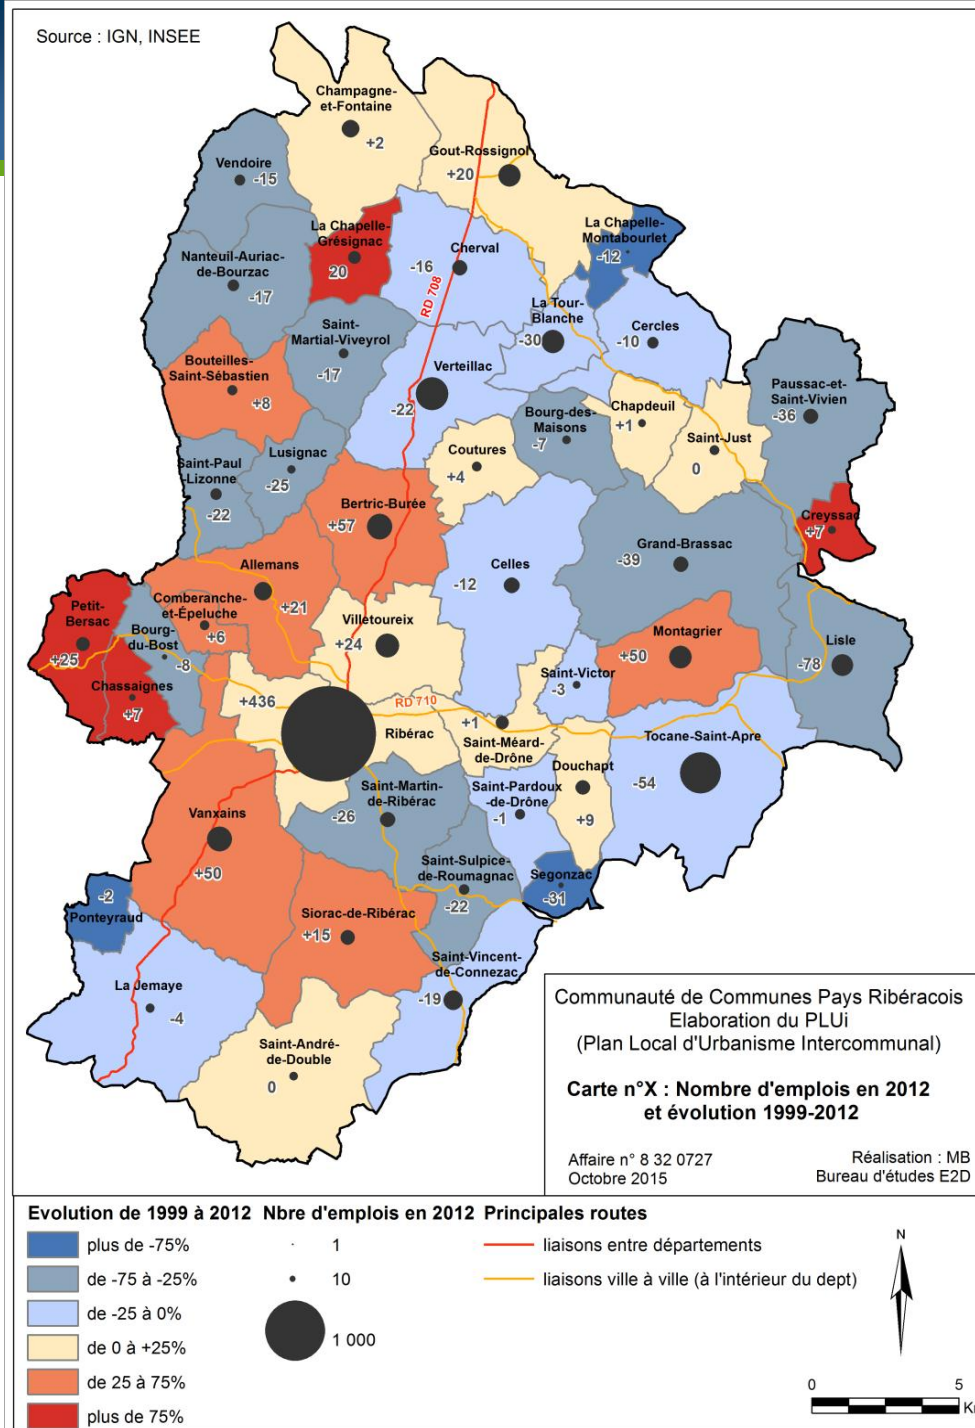 Source : IGN, INSEE
Champagne-
et-Fontaine
+2
Gout-Rossignol
+20
Vendoire
-15
La Chapelle-
Montabourlet
-12
La Chapelle-
Grésignac
20
Cherval
-16
Nanteuil-Auriac-
de-Bourzac
-17
RD 708
La Tour-
Blanche
-30
Cercles
-10
Saint-
Martial-Viveyrol
-17
Bouteilles-
Saint-Sébastien
+8
Verteillac
-22
Paussac-et-
Saint-Vivien
-36
Bourg-des-
Maisons
-7
Chapdeuil
+1
Saint-Just
0
Coutures
+4
Lusignac
-25
Saint-Paul
-Lizonne
-22
Bertric-Burée
+57
Creyssac
+7
Grand-Brassac
-39
Celles
-12
Allemans
+21
Comberanche-
et-Épeluche
+6
Petit-
Bersac
+25
Bourg-
du-Bost
-8
Villetoureix
+24
Montagrier
+50
Lisle
-78
Saint-Victor
-3
Chassaignes
+7
+436
RD 710
Ribérac
+1
Saint-Méard-
de-Drône
Tocane-Saint-Apre
-54
Douchapt
+9
Saint-Martin-
de-Ribérac
-26
Saint-Pardoux
-de-Drône
-1
Vanxains
+50
Saint-Sulpice-
de-Roumagnac
-22
Segonzac
-31
-2
Ponteyraud
Siorac-de-Ribérac
+15
Saint-Vincent-
de-Connezac
-19
La Jemaye
-4
Saint-André-
de-Double
0
Communauté de Communes Pays Ribéracois
Elaboration du PLUi
(Plan Local d'Urbanisme Intercommunal)
Carte n°X : Nombre d'emplois en 2012
et évolution 1999-2012
Affaire n° 8 32 0727
Octobre 2015
Réalisation : MB
Bureau d'études E2D
Evolution de 1999 à 2012
plus de -75%
de -75 à -25%
de -25 à 0%
de 0 à +25%
de 25 à 75%
plus de 75%
Nbre d'emplois en 2012
1
10
1 000
Principales routes
liaisons entre départements
liaisons ville à ville (à l'intérieur du dept)
N
0 5